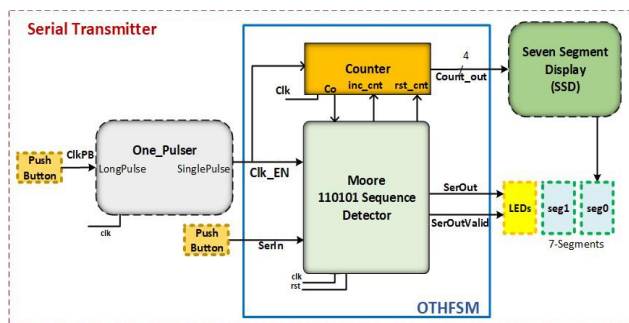 Serial Transmitter
Counter
Clk
Co
inc_cnt
rst_cnt
4
Count_out
Seven Segment
Display
(SSD)
One_Pulser
LongPulse
SinglePulse
ClkPB
Push
Button
clk
Clk_EN
Moore
110101 Sequence
Detector
SerOut
SerOutValid
LEDs
seg1
seg0
7-Segments
Push
Button
SerIn
clk
rst
OTHFSM